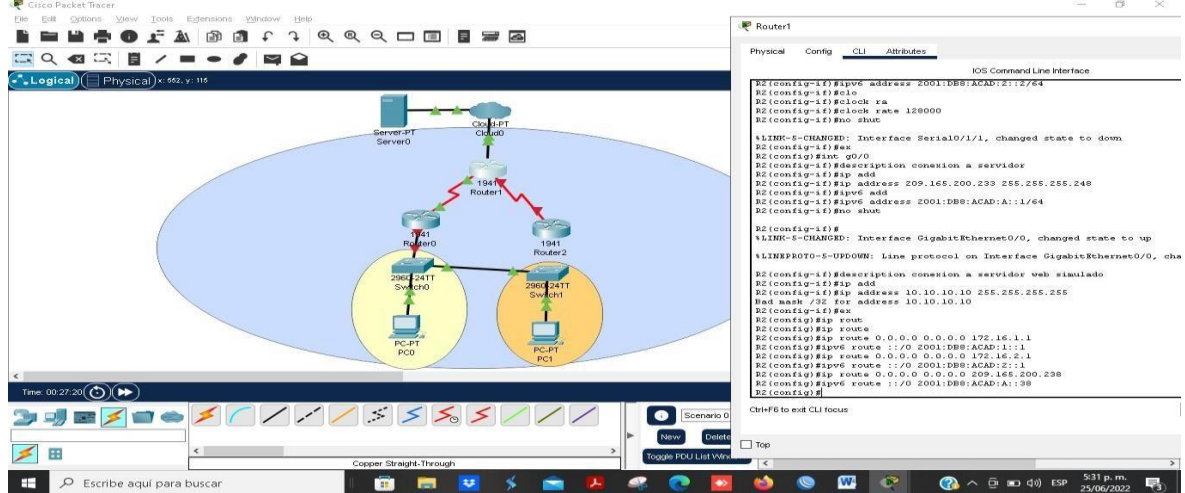 Cisco Packet Tracer
File Edit Options View Tools Extensions Window Help
Logical Physical x: 562, y: 116
Server-PT
Server0
Cloud-PT
Cloud0
1941
Router1
1941
Router0
1941
Router2
2960-24TT
Switch0
2960-24TT
Switch1
PC-PT
PC0
PC-PT
PC1
Time: 00:27:20
Scenario 0
New Delete
Toggle PDU List Window
Copper Straight-Through
Router1
Physical Config CLI Attributes
IOS Command Line Interface
R2(config-if)#ipv6 address 2001:DB8:ACAD:2::2/64
R2(config-if)#clo
R2(config-if)#clock ra
R2(config-if)#clock rate 128000
R2(config-if)#no shut
%LINK-5-CHANGED: Interface Serial0/1/1, changed state to down
R2(config-if)#ex
R2(config)#int g0/0
R2(config-if)#description conexion a servidor
R2(config-if)#ip add
R2(config-if)#ip address 209.165.200.233 255.255.255.248
R2(config-if)#ipv6 add
R2(config-if)#ipv6 address 2001:DB8:ACAD:A::1/64
R2(config-if)#no shut
R2(config-if)#
%LINK-5-CHANGED: Interface GigabitEthernet0/0, changed state to up
%LINEPROTO-5-UPDOWN: Line protocol on Interface GigabitEthernet0/0, cha
R2(config-if)#description conexion a servidor web simulado
R2(config-if)#ip add
R2(config-if)#ip address 10.10.10.10 255.255.255.255
Bad mask /32 for address 10.10.10.10
R2(config-if)#ex
R2(config)#ip rout
R2(config)#ip route
R2(config)#ip route 0.0.0.0 0.0.0.0 172.16.1.1
R2(config)#ipv6 route ::/0 2001:DB8:ACAD:1::1
R2(config)#ip route 0.0.0.0 0.0.0.0 172.16.2.1
R2(config)#ipv6 route ::/0 2001:DB8:ACAD:2::1
R2(config)#ip route 0.0.0.0 0.0.0.0 209.165.200.238
R2(config)#ipv6 route ::/0 2001:DB8:ACAD:A::38
R2(config)#
Ctrl+F6 to exit CLI focus
Top
Escribe aquí para buscar
5:31 p. m.
25/06/2022